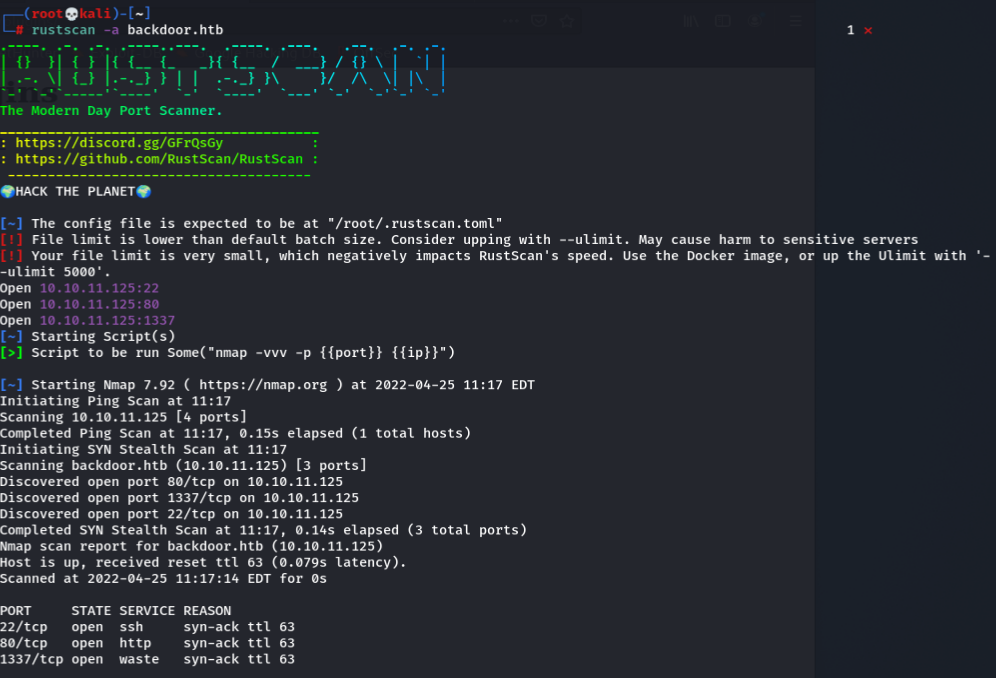 ┌──(root💀kali)-[~]
└─# rustscan -a backdoor.htb
1 ✕
.----. .-. .-. .----..---.  .----. .---.   .--.  .-. .-.
| {}  }| { } |{ {__ {_   _}{ {__  /  ___} / {} \ |  `| |
| .-. \| {_} |.-._} } | |  .-._} }\     }/  /\  \| |\  |
`-' `-'`-----'`----'  `-'  `----'  `---' `-'  `-'`-' `-'
The Modern Day Port Scanner.
________________________________________
: https://discord.gg/GFrQsGy           :
: https://github.com/RustScan/RustScan :
 --------------------------------------
🌍HACK THE PLANET🌍
[~] The config file is expected to be at "/root/.rustscan.toml"
[!] File limit is lower than default batch size. Consider upping with --ulimit. May cause harm to sensitive servers
[!] Your file limit is very small, which negatively impacts RustScan's speed. Use the Docker image, or up the Ulimit with '-
-ulimit 5000'.
Open 10.10.11.125:22
Open 10.10.11.125:80
Open 10.10.11.125:1337
[~] Starting Script(s)
[>] Script to be run Some("nmap -vvv -p {{port}} {{ip}}")
[~] Starting Nmap 7.92 ( https://nmap.org ) at 2022-04-25 11:17 EDT
Initiating Ping Scan at 11:17
Scanning 10.10.11.125 [4 ports]
Completed Ping Scan at 11:17, 0.15s elapsed (1 total hosts)
Initiating SYN Stealth Scan at 11:17
Scanning backdoor.htb (10.10.11.125) [3 ports]
Discovered open port 80/tcp on 10.10.11.125
Discovered open port 1337/tcp on 10.10.11.125
Discovered open port 22/tcp on 10.10.11.125
Completed SYN Stealth Scan at 11:17, 0.14s elapsed (3 total ports)
Nmap scan report for backdoor.htb (10.10.11.125)
Host is up, received reset ttl 63 (0.079s latency).
Scanned at 2022-04-25 11:17:14 EDT for 0s
PORT     STATE SERVICE REASON
22/tcp   open  ssh     syn-ack ttl 63
80/tcp   open  http    syn-ack ttl 63
1337/tcp open  waste   syn-ack ttl 63